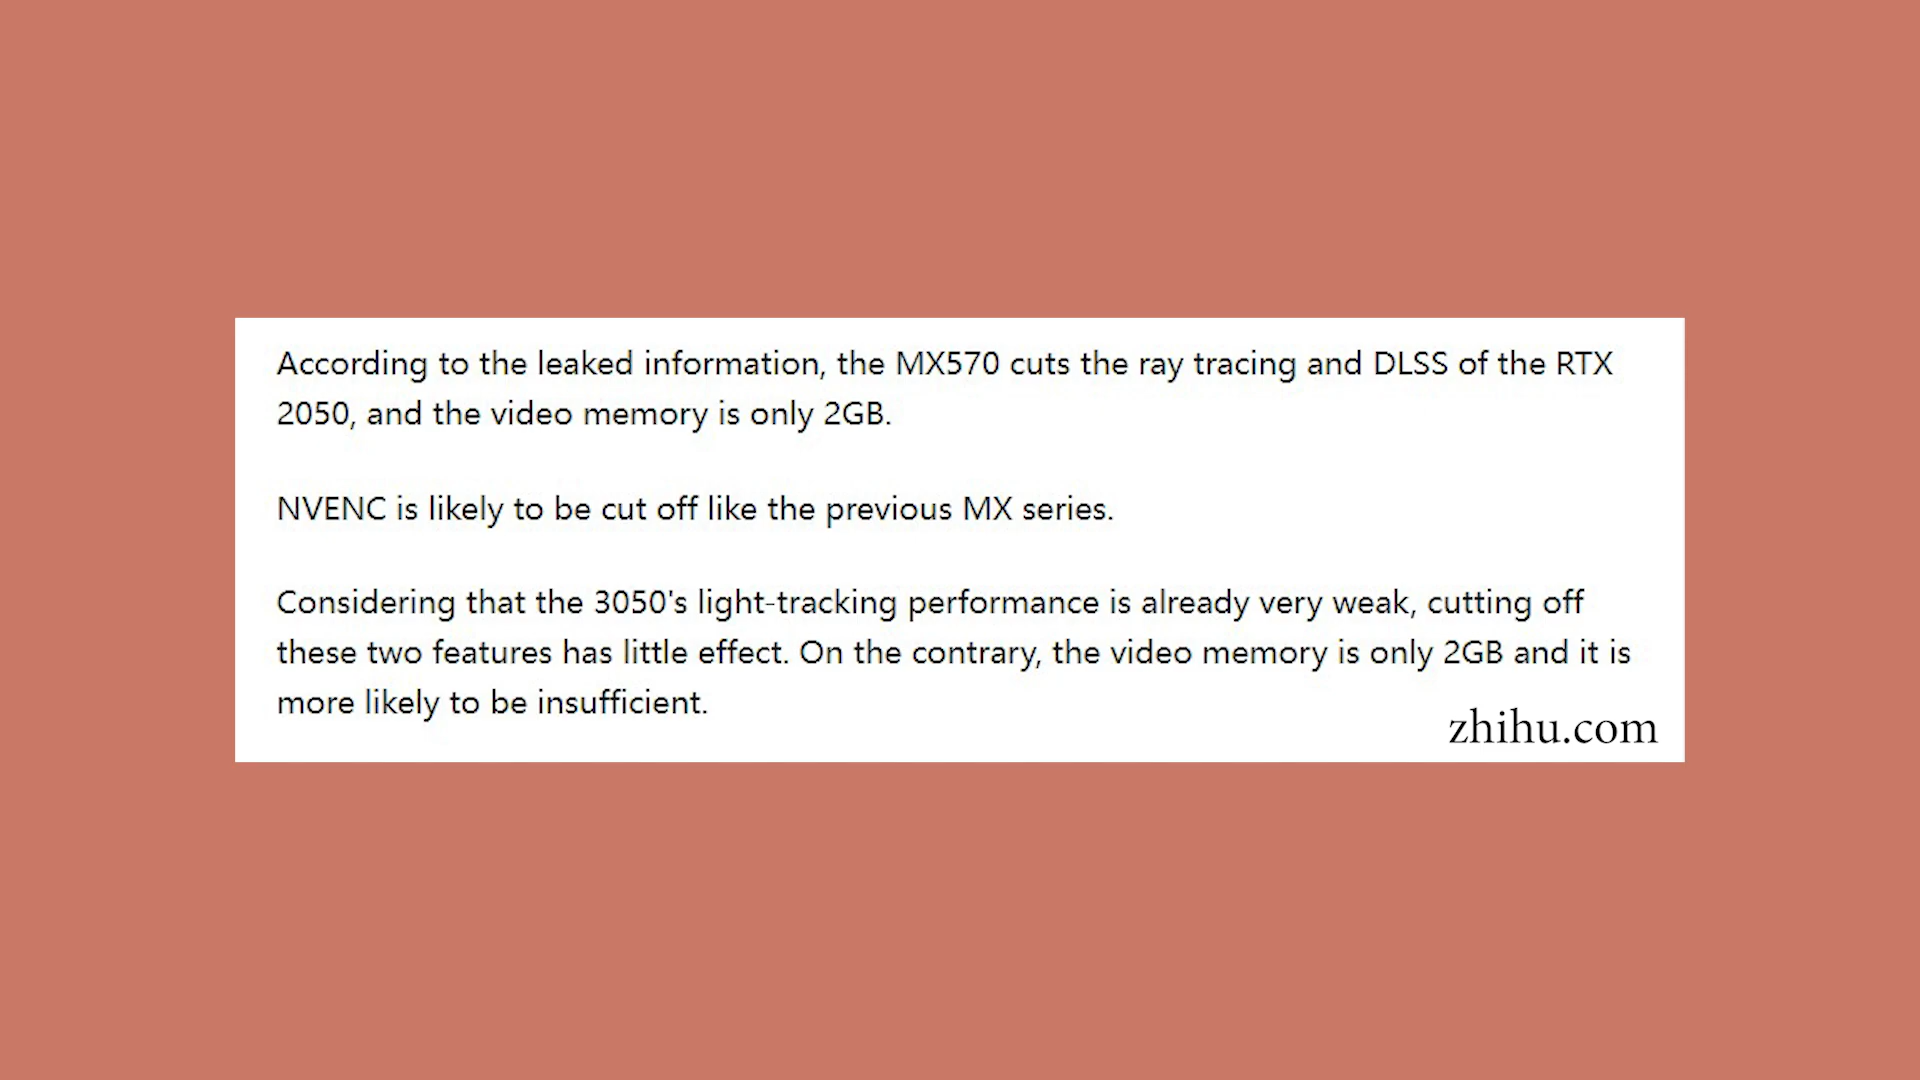 According to the leaked information, the MX570 cuts the ray tracing and DLSS of the RTX
2050, and the video memory is only 2GB.
NVENC is likely to be cut off like the previous MX series.
Considering that the 3050's light-tracking performance is already very weak, cutting off
these two features has little effect. On the contrary, the video memory is only 2GB and it is
more likely to be insufficient.
zhihu.com